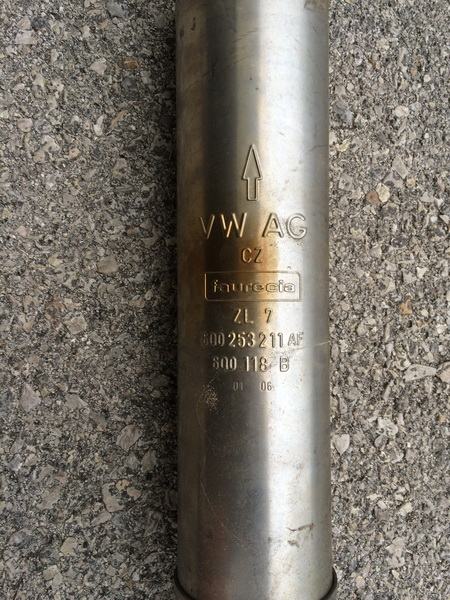 VW AG
CZ
faurecia
ZL 7
6Q0 253 211 AF
6Q0 118 B
01 06